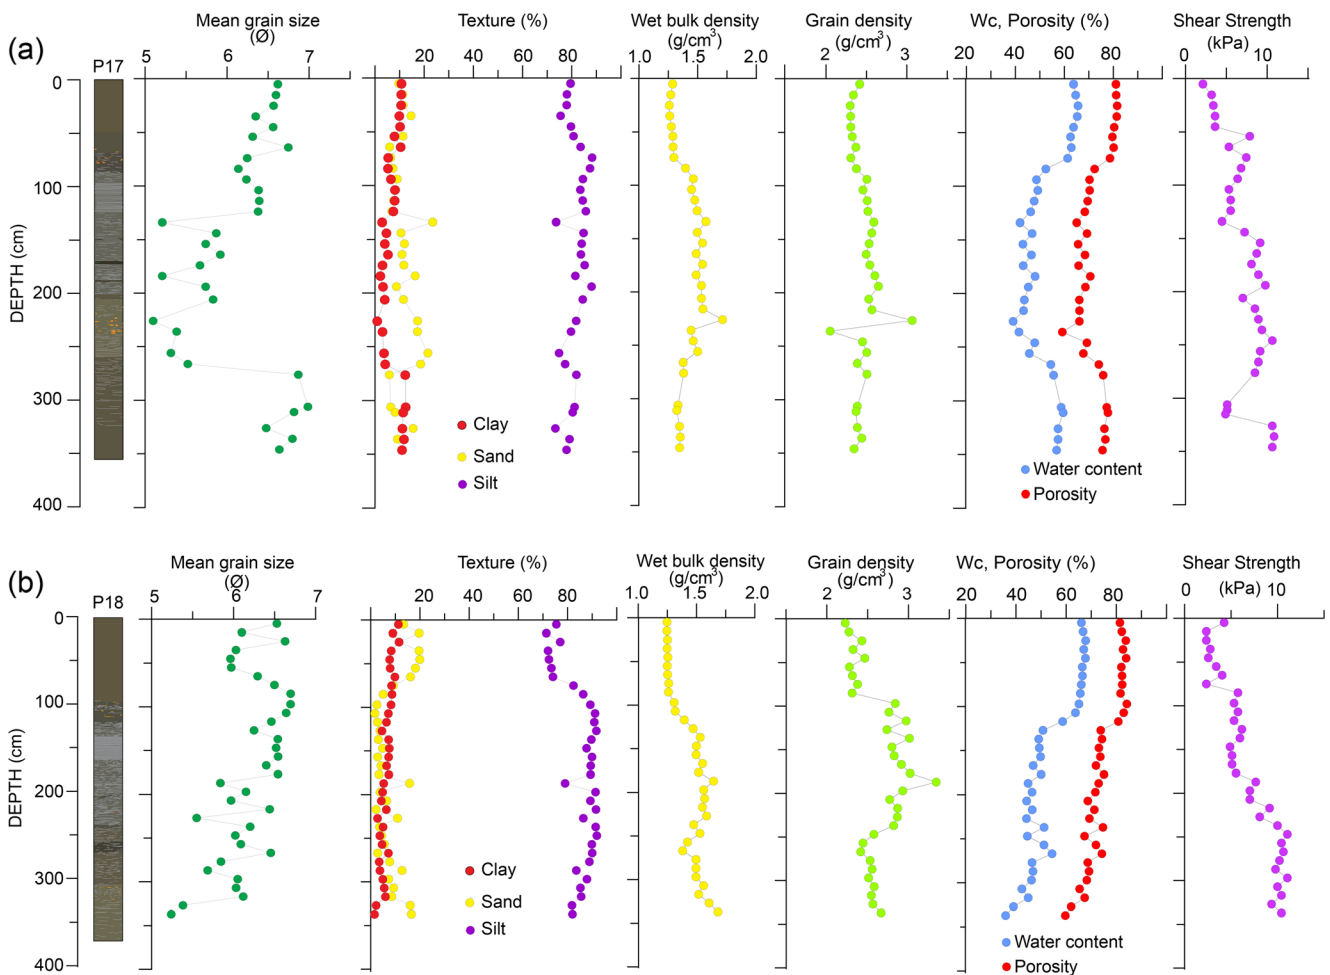 Mean grain size
(Ø)
Texture (%)
Wet bulk density
(g/cm³)
Grain density
(g/cm³)
Wc, Porosity (%)
Shear Strength
(kPa)
(a)
P17
5 6 7
20 40 60 80
1.0 1.5 2.0
2 3
20 40 60 80
0 10
DEPTH (cm)
0
100
200
300
400
Clay
Sand
Silt
Water content
Porosity
Mean grain size
(Ø)
Texture (%)
Wet bulk density
(g/cm³)
Grain density
(g/cm³)
Wc, Porosity (%)
Shear Strength
(kPa)
(b)
P18
5 6 7
0 20 40 60 80
1.0 1.5 2.0
2 3
20 40 60 80
0 10
DEPTH (cm)
0
100
200
300
400
Clay
Sand
Silt
Water content
Porosity